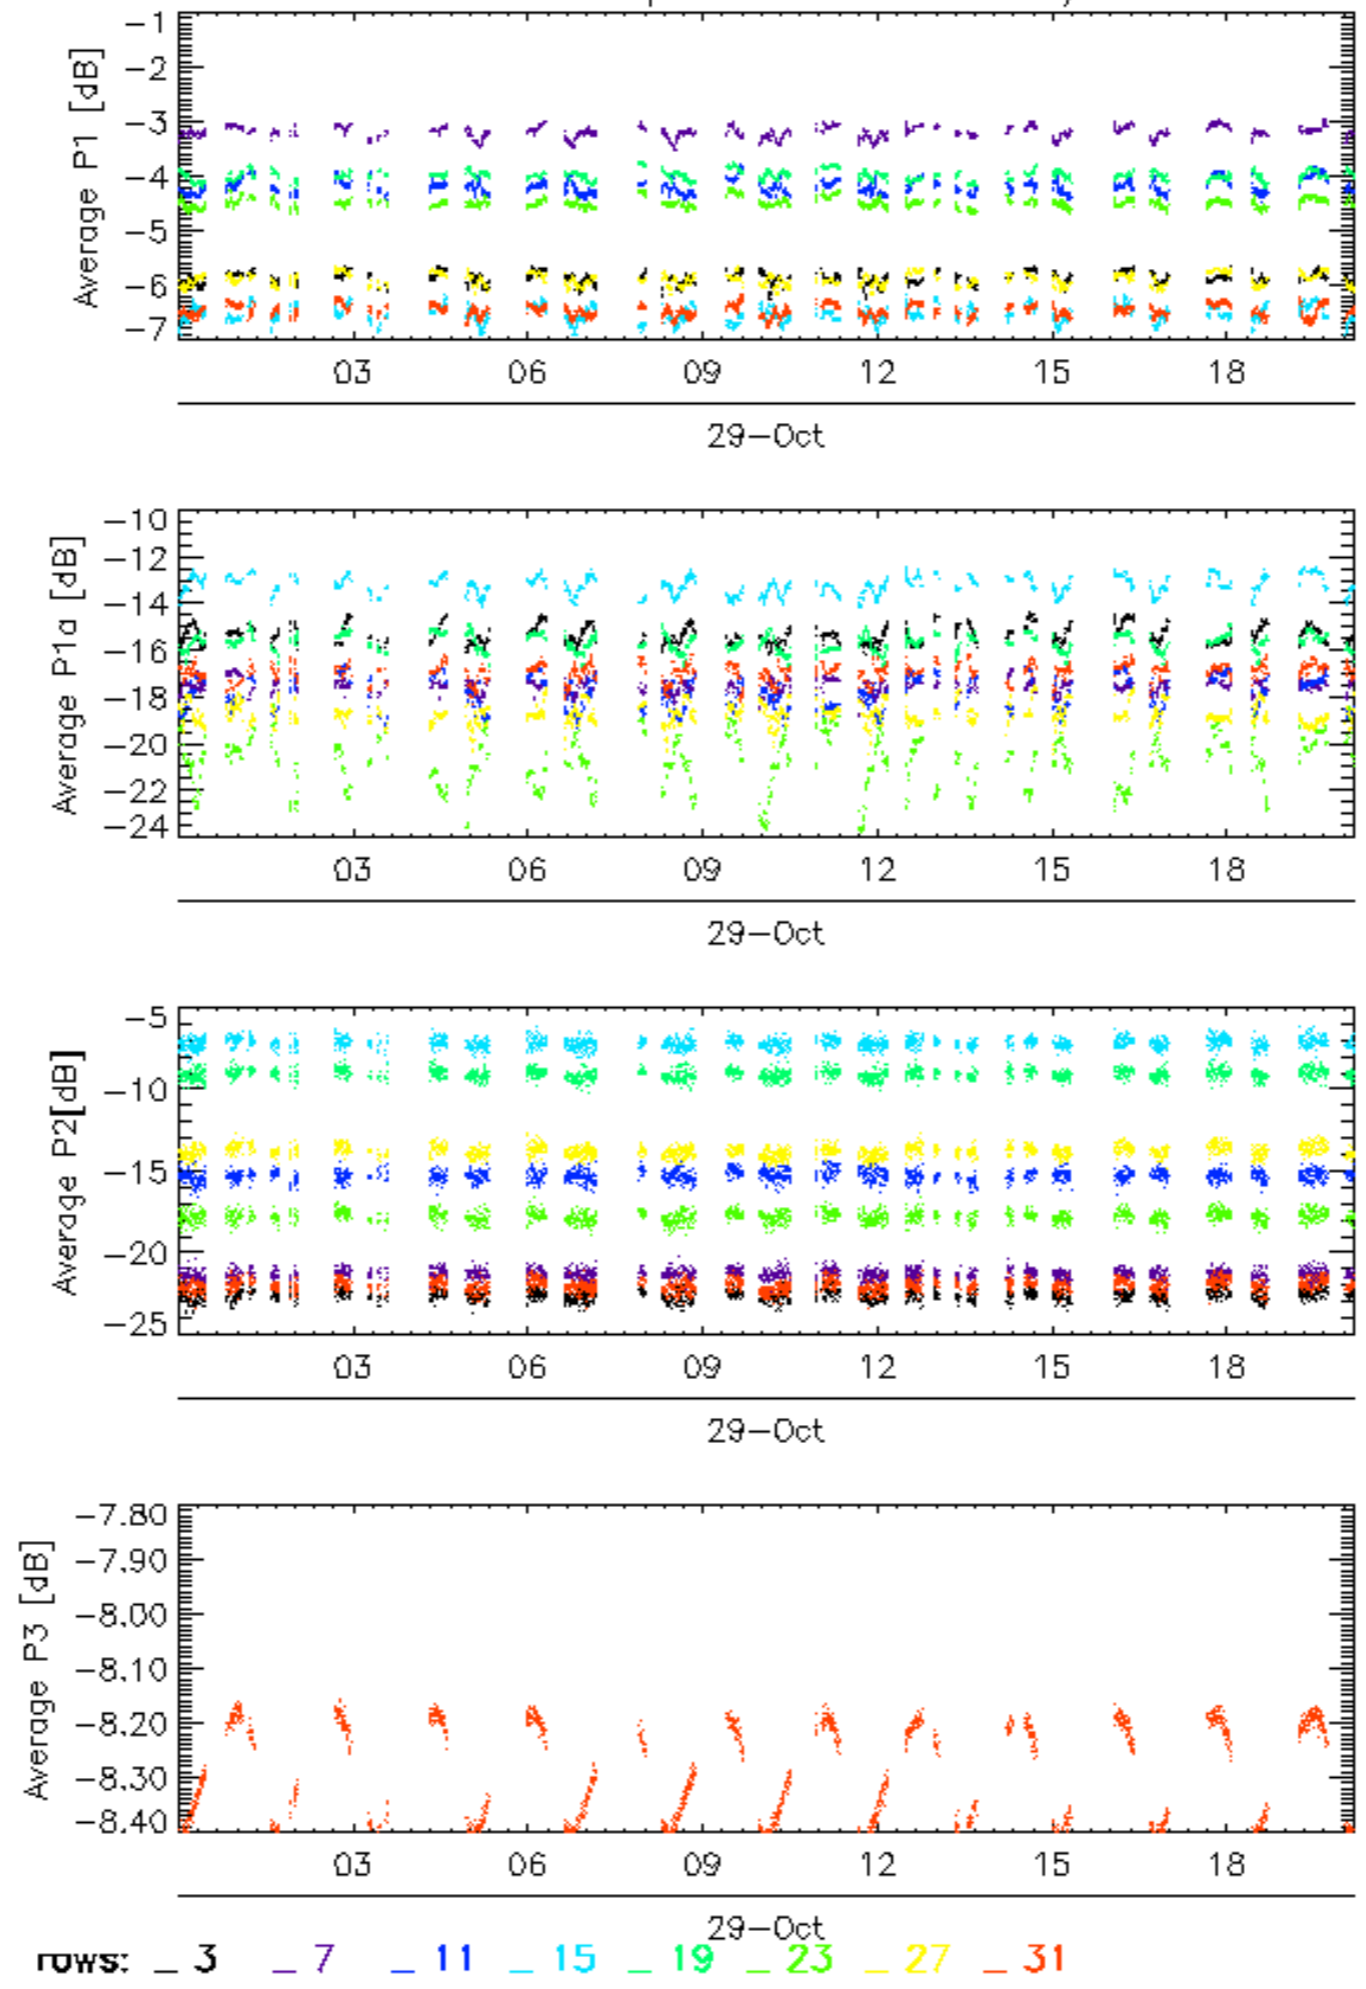 Average P1 [dB]
-1
-2
-3
-4
-5
-6
-7
03 06 09 12 15 18
29-Oct
Average P1a [dB]
-10
-12
-14
-16
-18
-20
-22
-24
03 06 09 12 15 18
29-Oct
Average P2[dB]
-5
-10
-15
-20
-25
03 06 09 12 15 18
29-Oct
Average P3 [dB]
-7.80
-7.90
-8.00
-8.10
-8.20
-8.30
-8.40
03 06 09 12 15 18
29-Oct
rows: _ 3 _ 7 _ 11 _ 15 _ 19 _ 23 _ 27 _ 31